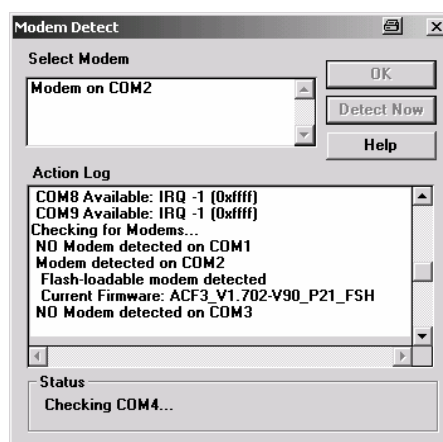 Modem Detect
Select Modem
Modem on COM2
OK
Detect Now
Help
Action Log
COM8 Available: IRQ -1 (0xffff)
COM9 Available: IRQ -1 (0xffff)
Checking for Modems...
NO Modem detected on COM1
Modem detected on COM2
Flash-loadable modem detected
Current Firmware: ACF3_V1.702-V90_P21_FSH
NO Modem detected on COM3
Status
Checking COM4...